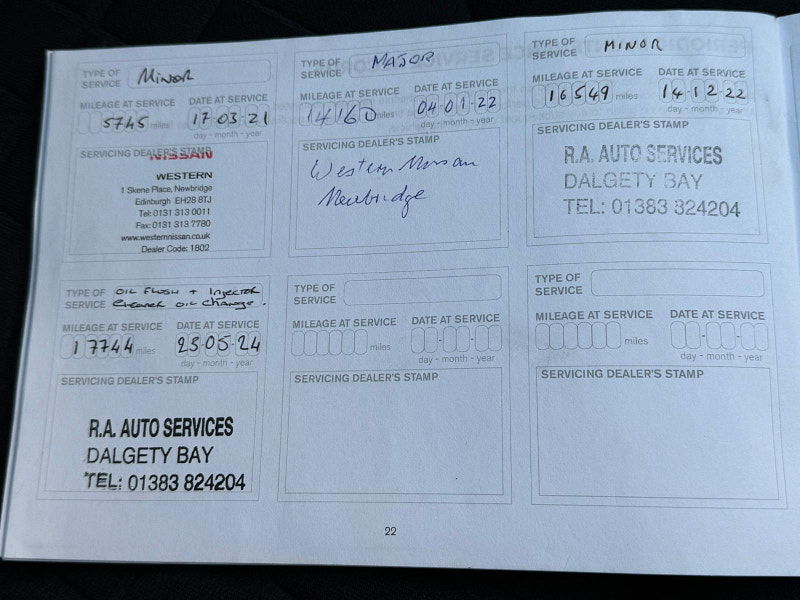 TYPE OF SERVICE Minor
MILEAGE AT SERVICE DATE AT SERVICE
5745 miles 17-03-21
day - month - year
SERVICING DEALER'S STAMP
NISSAN
WESTERN
1 Skene Place, Newbridge
Edinburgh EH28 8TJ
Tel: 0131 313 0011
Fax: 0131 313 7780
www.westernnissan.co.uk
Dealer Code: 1802
TYPE OF SERVICE MAJOR
MILEAGE AT SERVICE DATE AT SERVICE
14160 miles 04-01-22
day - month - year
SERVICING DEALER'S STAMP
Western Nissan
Newbridge
TYPE OF SERVICE MINOR
MILEAGE AT SERVICE DATE AT SERVICE
16549 miles 14-12-22
day - month - year
SERVICING DEALER'S STAMP
R.A. AUTO SERVICES
DALGETY BAY
TEL: 01383 824204
TYPE OF OIL FLUSH + Injector
SERVICE Cleaner OIL Change.
MILEAGE AT SERVICE DATE AT SERVICE
17744 miles 23-05-24
day - month - year
SERVICING DEALER'S STAMP
R.A. AUTO SERVICES
DALGETY BAY
TEL: 01383 824204
TYPE OF SERVICE
MILEAGE AT SERVICE DATE AT SERVICE
miles
day - month - year
SERVICING DEALER'S STAMP
TYPE OF SERVICE
MILEAGE AT SERVICE DATE AT SERVICE
miles
day - month - year
SERVICING DEALER'S STAMP
22